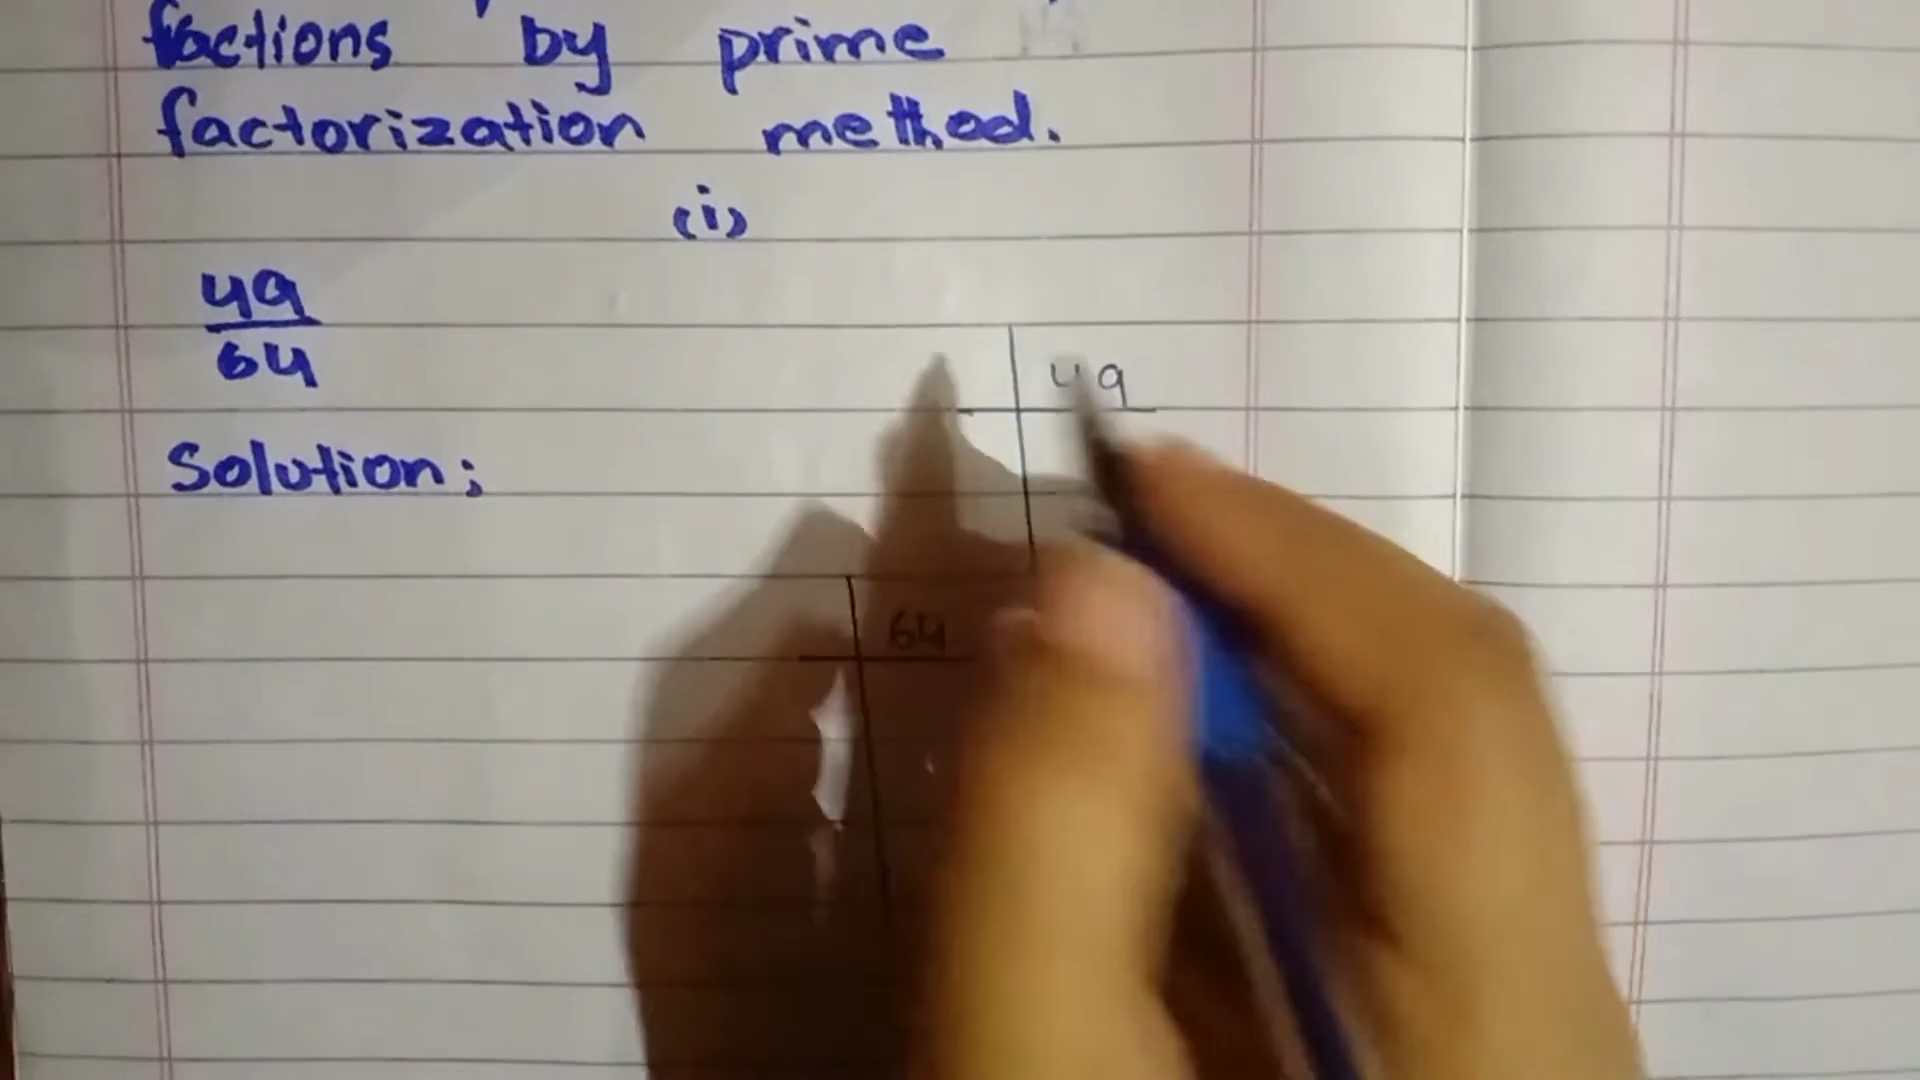 factions by prime
factorization method.
(i)
49
64
Solution;
49
64